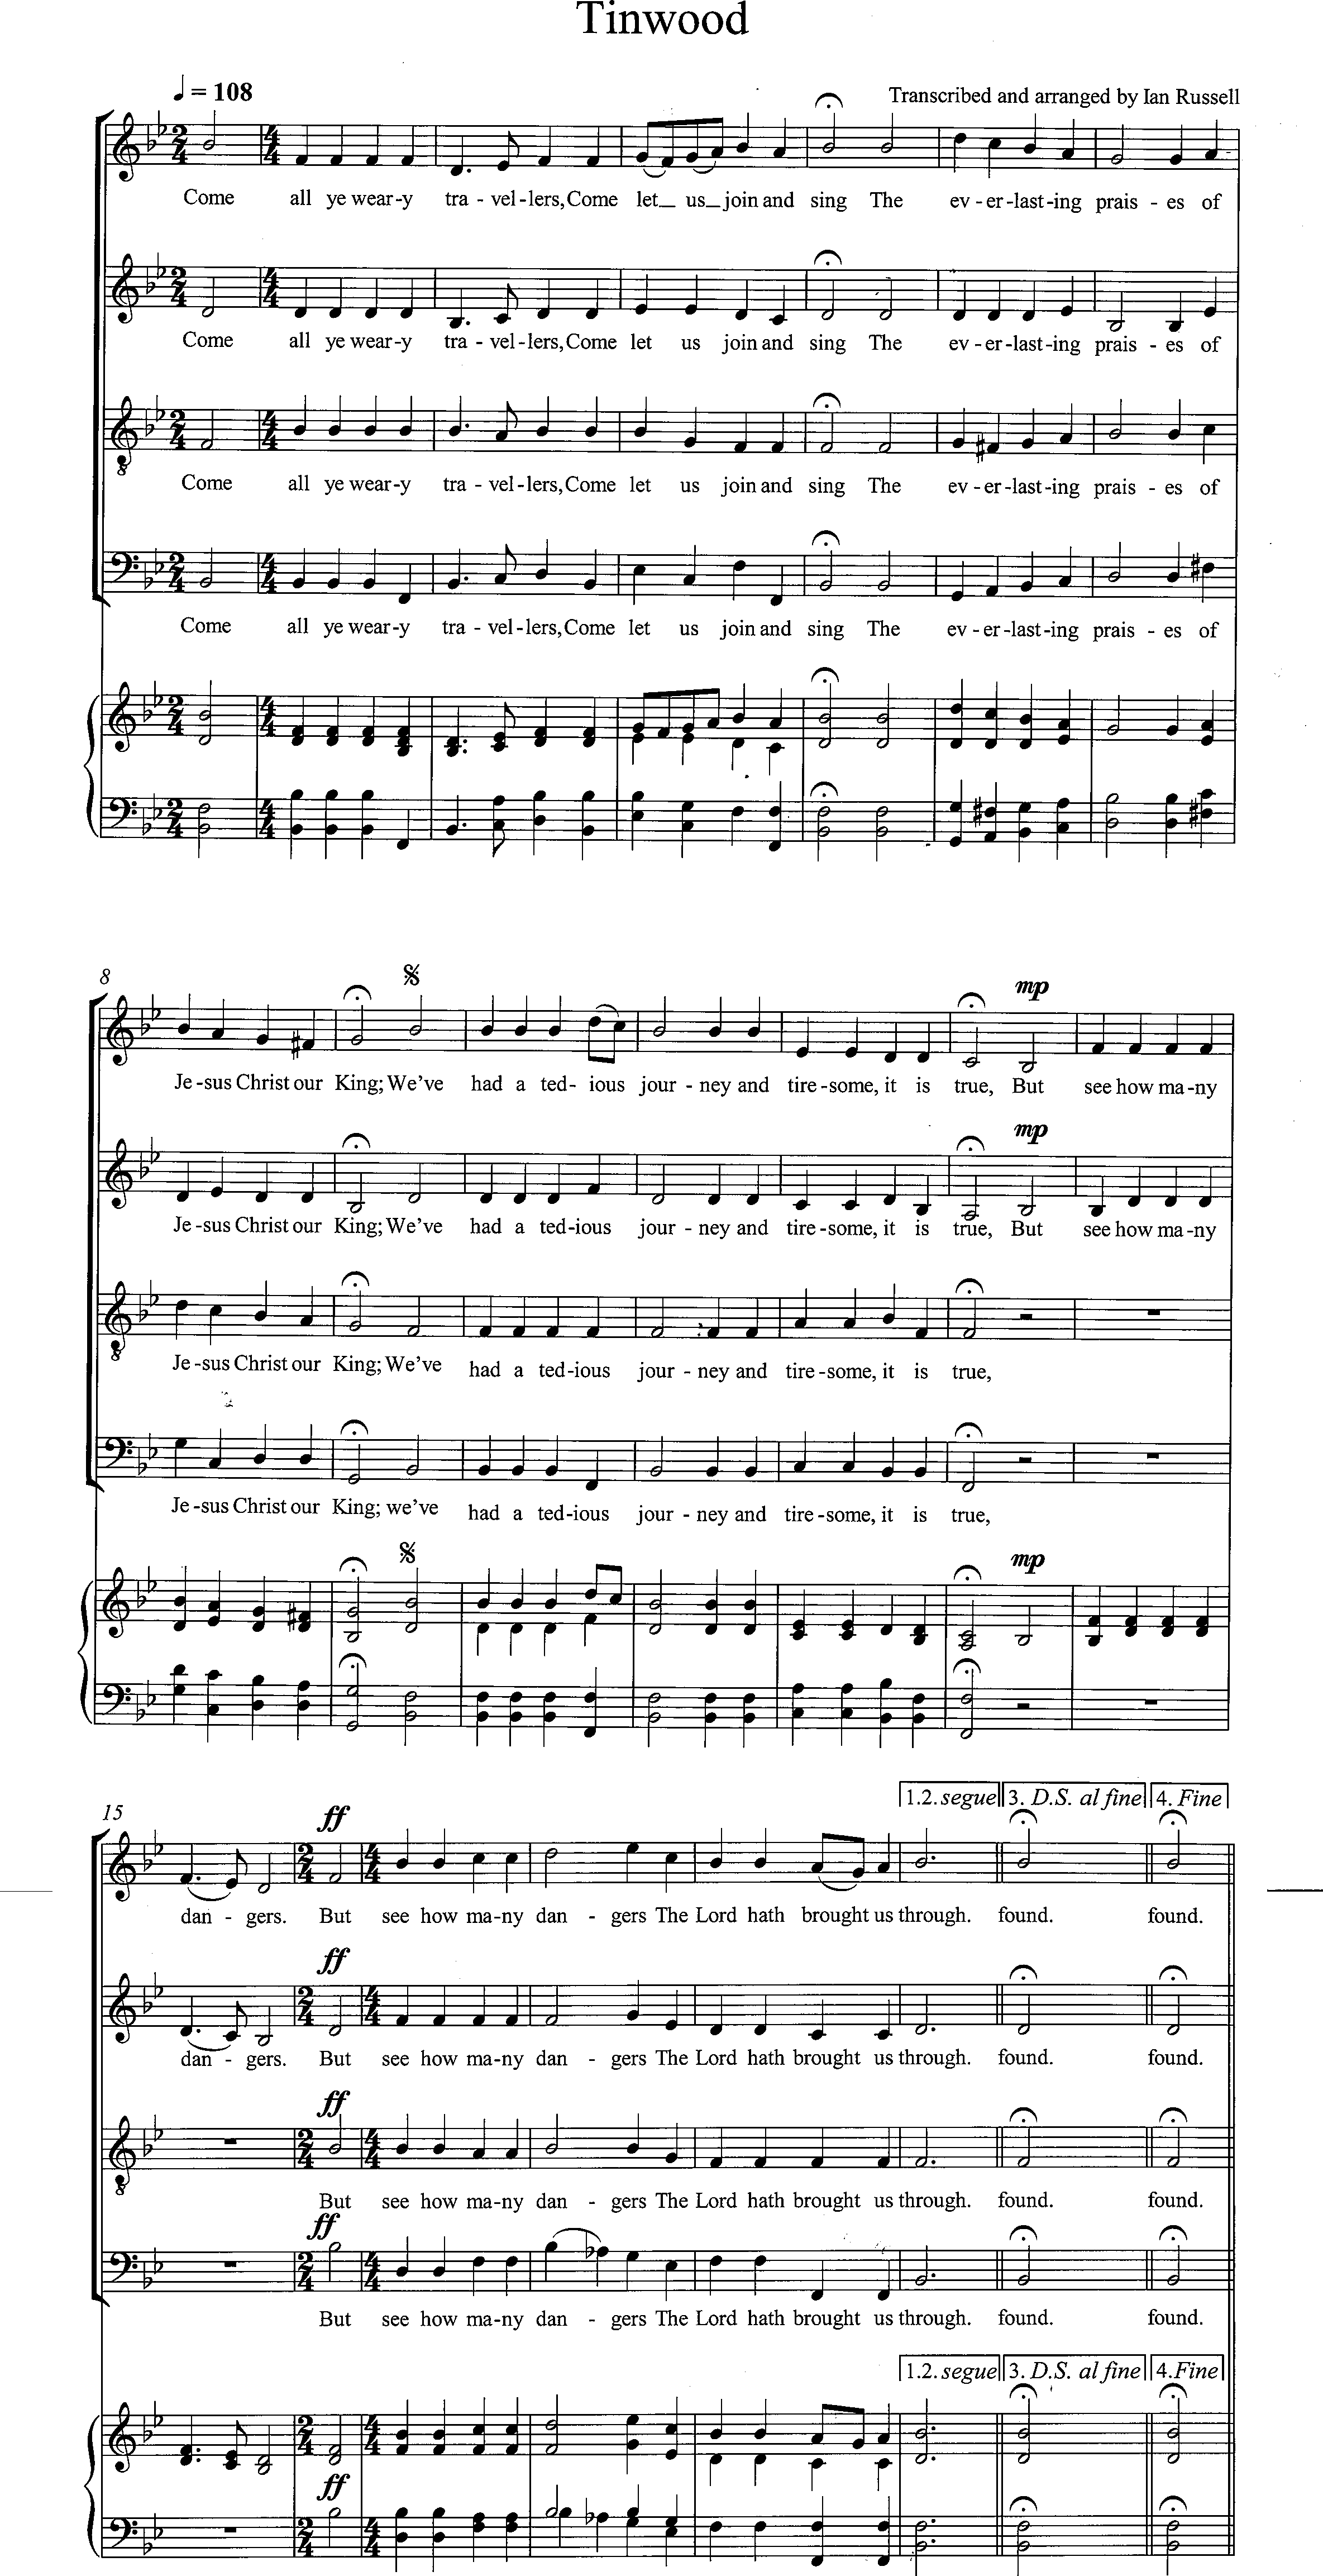 Tinwood
♩ = 108
Transcribed and arranged by Ian Russell
Come all ye wear-y tra - vel-lers, Come let_ us_ join and sing The ev - er-last-ing prais - es of
Come all ye wear-y tra - vel-lers, Come let us join and sing The ev - er-last-ing prais - es of
Come all ye wear-y tra - vel-lers, Come let us join and sing The ev - er-last-ing prais - es of
Come all ye wear-y tra - vel-lers, Come let us join and sing The ev - er-last-ing prais - es of
8
mp
Je-sus Christ our King; We've had a ted- ious jour - ney and tire-some, it is true, But see how ma-ny
mp
Je-sus Christ our King; We've had a ted-ious jour - ney and tire-some, it is true, But see how ma-ny
Je-sus Christ our King; We've had a ted-ious jour - ney and tire-some, it is true,
Je-sus Christ our King; we've had a ted-ious jour - ney and tire-some, it is true,
mp
1.2. segue 3. D.S. al fine 4. Fine
15
ff
dan - gers. But see how ma-ny dan - gers The Lord hath brought us through. found. found.
ff
dan - gers. But see how ma-ny dan - gers The Lord hath brought us through. found. found.
ff
But see how ma-ny dan - gers The Lord hath brought us through. found. found.
ff
But see how ma-ny dan - gers The Lord hath brought us through. found. found.
1.2. segue 3. D.S. al fine 4. Fine
ff